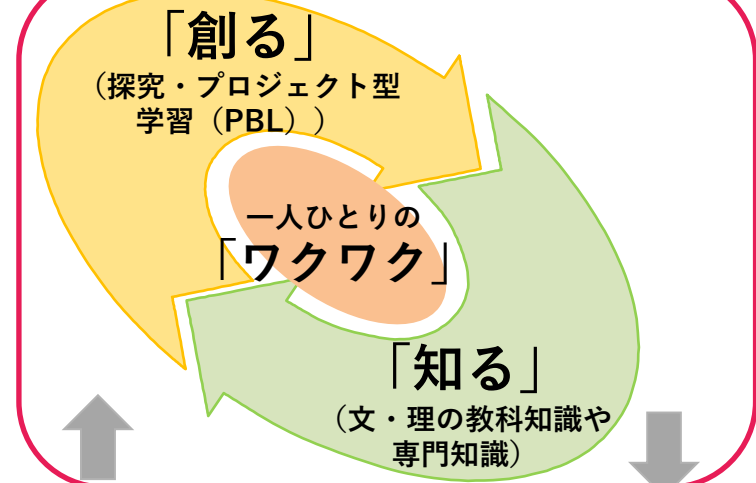 「創る」
（探究・プロジェクト型
学習（PBL））
一人ひとりの
「ワクワク」
「知る」
（文・理の教科知識や
専門知識）